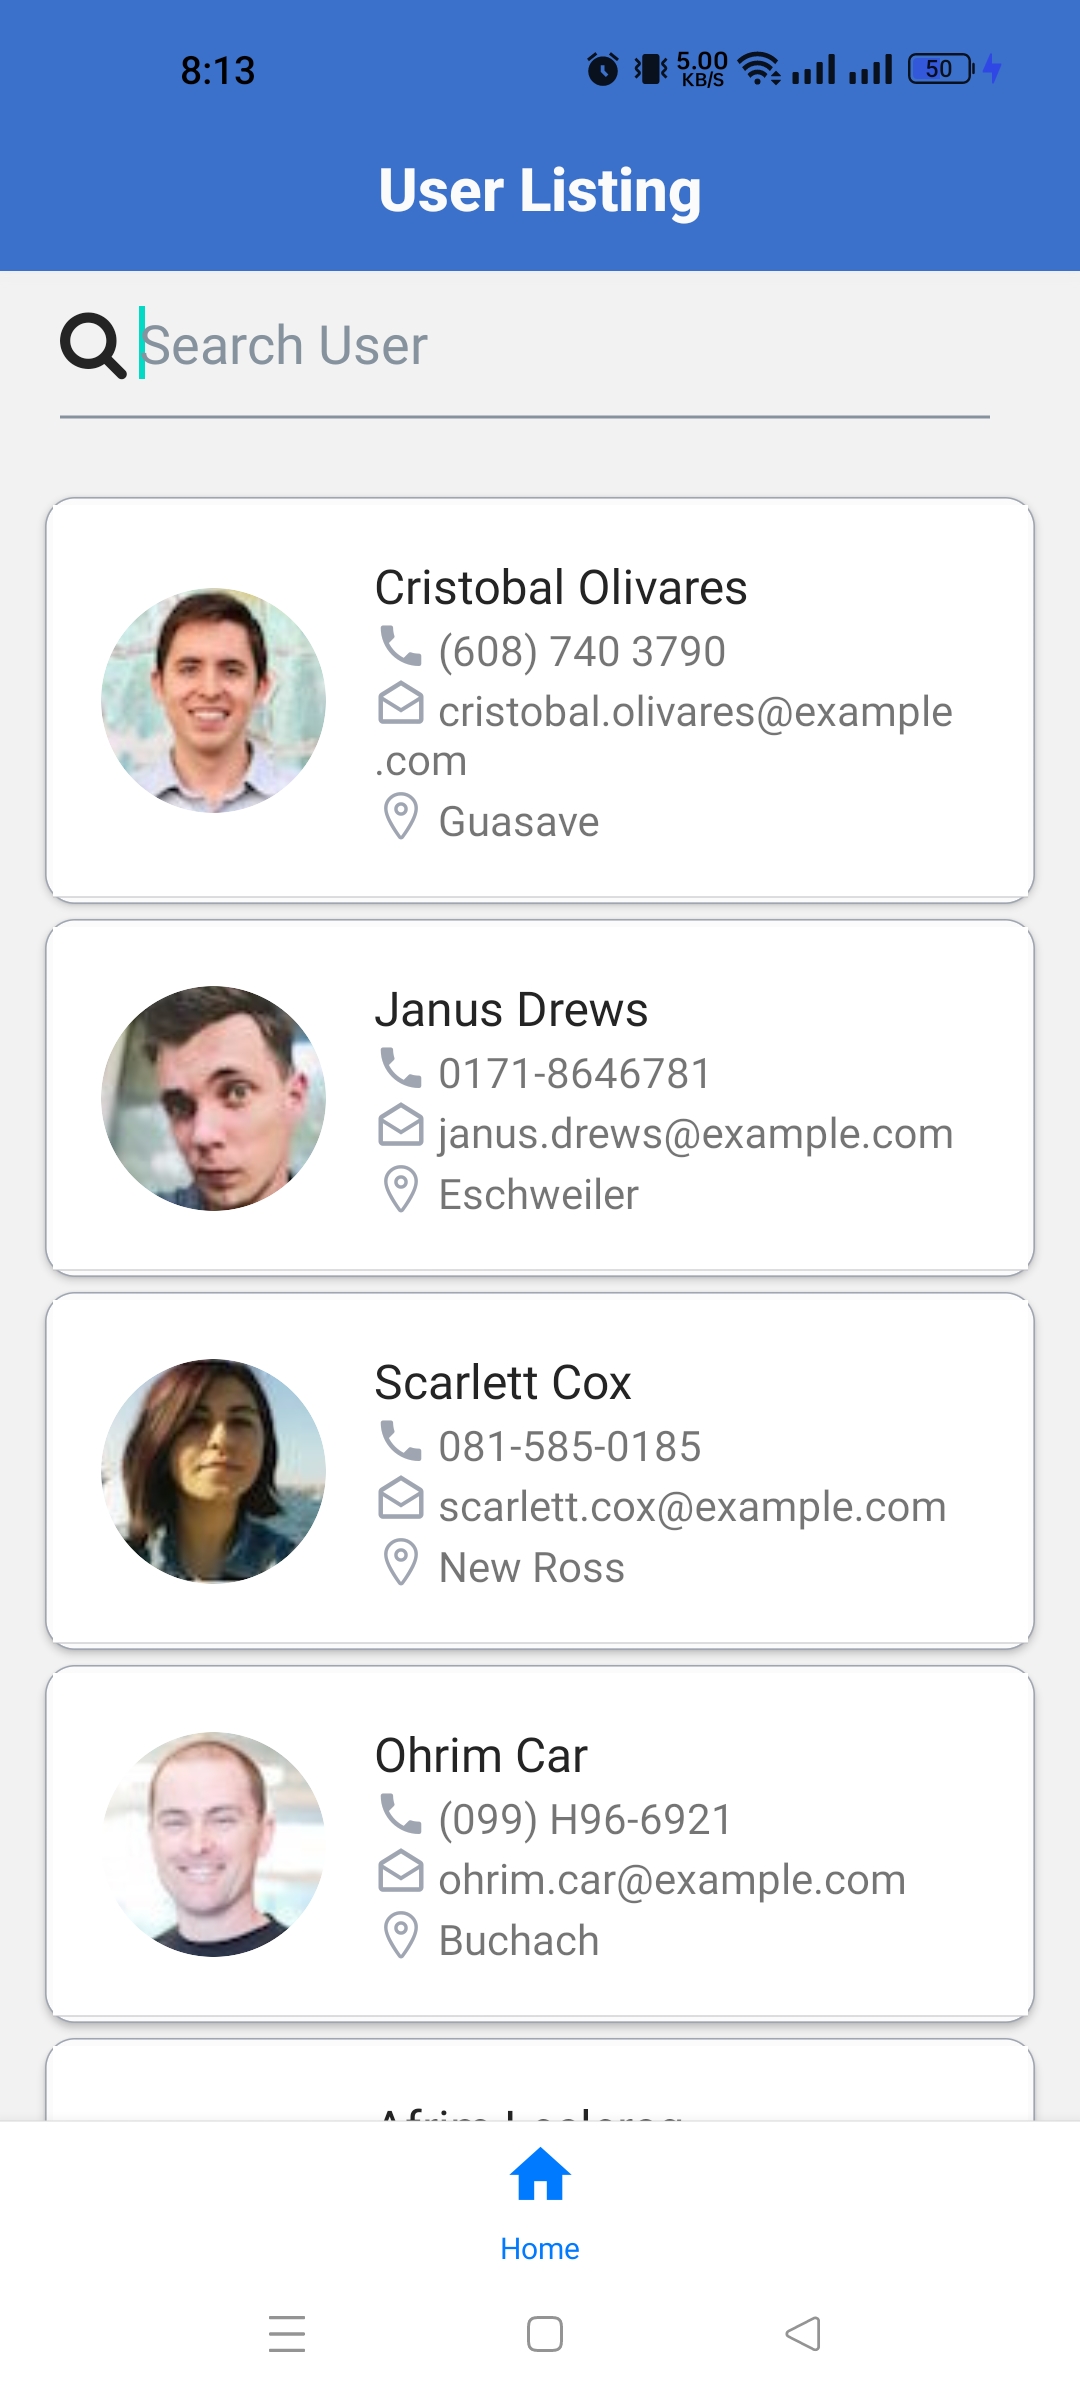 8:13
5.00
KB/S
50
User Listing
Search User
Cristobal Olivares
(608) 740 3790
cristobal.olivares@example
.com
Guasave
Janus Drews
0171-8646781
janus.drews@example.com
Eschweiler
Scarlett Cox
081-585-0185
scarlett.cox@example.com
New Ross
Ohrim Car
(099) H96-6921
ohrim.car@example.com
Buchach
Home